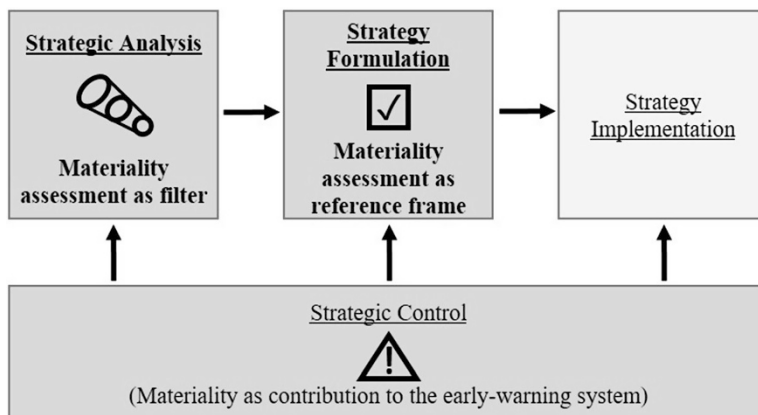 Strategic Analysis
Materiality
assessment as filter
Strategy
Formulation
Materiality
assessment as
reference frame
Strategy
Implementation
Strategic Control
(Materiality as contribution to the early-warning system)